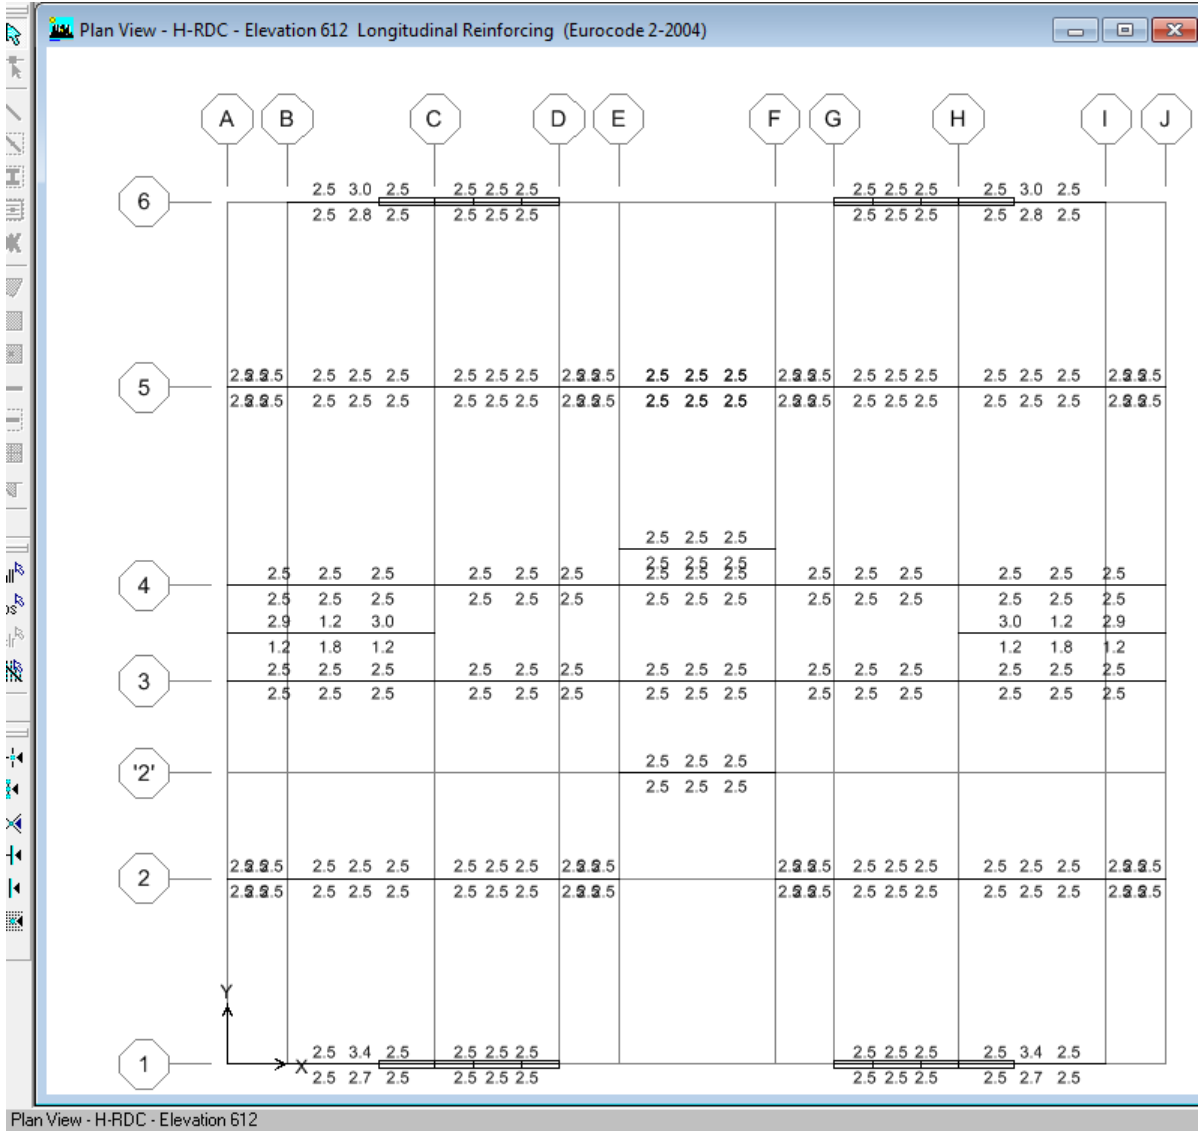 Plan View - H-RDC - Elevation 612 Longitudinal Reinforcing (Eurocode 2-2004)
A B C D E F G H I J
6
2.5 3.0 2.5 2.5 2.5 2.5 2.5 2.5 2.5 2.5 3.0 2.5
2.5 2.8 2.5 2.5 2.5 2.5 2.5 2.5 2.5 2.5 2.8 2.5
5
2.5 2.5 2.5 2.5 2.5 2.5 2.5 2.5 2.5 2.5 2.5 2.5 2.5 2.5 2.5
2.5 2.5 2.5 2.5 2.5 2.5 2.5 2.5 2.5 2.5 2.5 2.5 2.5 2.5 2.5
2.5 2.5 2.5
2.5 2.5 2.5
4
2.5 2.5 2.5 2.5 2.5 2.5 2.5 2.5 2.5 2.5 2.5 2.5 2.5 2.5 2.5
2.5 2.5 2.5 2.5 2.5 2.5 2.5 2.5 2.5 2.5 2.5 2.5 2.5 2.5 2.5
2.9 1.2 3.0 3.0 1.2 2.9
1.2 1.8 1.2 1.2 1.8 1.2
3
2.5 2.5 2.5 2.5 2.5 2.5 2.5 2.5 2.5 2.5 2.5 2.5 2.5 2.5 2.5
2.5 2.5 2.5 2.5 2.5 2.5 2.5 2.5 2.5 2.5 2.5 2.5 2.5 2.5 2.5
'2'
2.5 2.5 2.5
2.5 2.5 2.5
2
2.5 2.5 2.5 2.5 2.5 2.5 2.5 2.5 2.5 2.5 2.5 2.5
2.5 2.5 2.5 2.5 2.5 2.5 2.5 2.5 2.5 2.5 2.5 2.5
Y
1
X
2.5 3.4 2.5 2.5 2.5 2.5 2.5 2.5 2.5 2.5 3.4 2.5
2.5 2.7 2.5 2.5 2.5 2.5 2.5 2.5 2.5 2.5 2.7 2.5
Plan View - H-RDC - Elevation 612